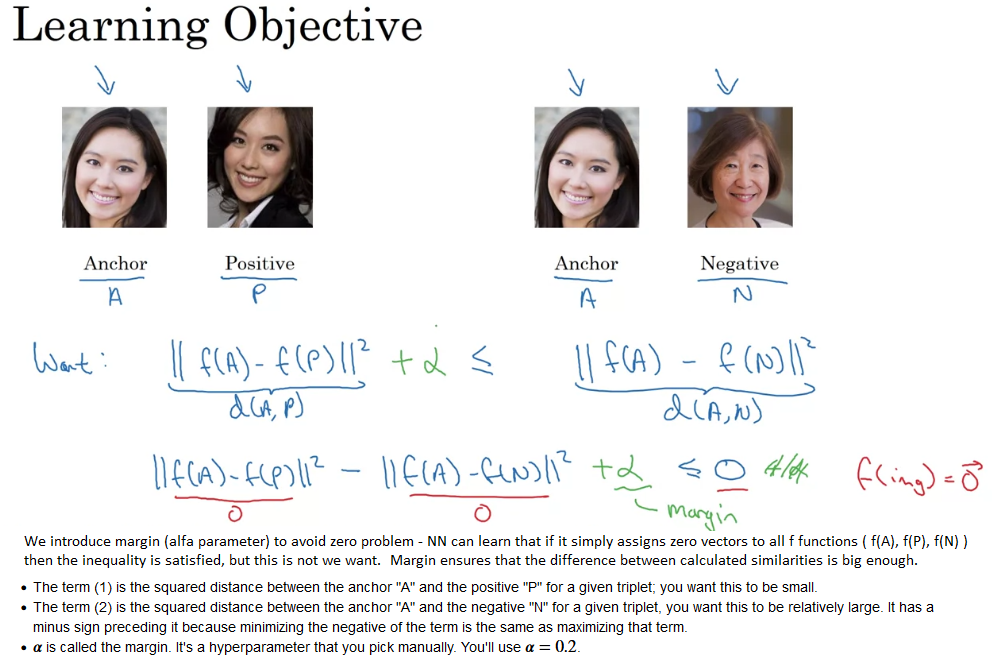 Learning Objective
Anchor Positive Anchor Negative
A P A N
Want: || f(A) - f(P) ||² + α ≤ || f(A) - f(N) ||²
d(A, P) d(A, N)
|| f(A) - f(P) ||² - || f(A) - f(N) ||² + α ≤ 0 f(img) = 0⃗
0 0 margin
We introduce margin (alfa parameter) to avoid zero problem - NN can learn that if it simply assigns zero vectors to all f functions ( f(A), f(P), f(N) )
then the inequality is satisfied, but this is not we want.  Margin ensures that the difference between calculated similarities is big enough.
• The term (1) is the squared distance between the anchor "A" and the positive "P" for a given triplet; you want this to be small.
• The term (2) is the squared distance between the anchor "A" and the negative "N" for a given triplet, you want this to be relatively large. It has a
minus sign preceding it because minimizing the negative of the term is the same as maximizing that term.
• α is called the margin. It's a hyperparameter that you pick manually. You'll use α = 0.2.